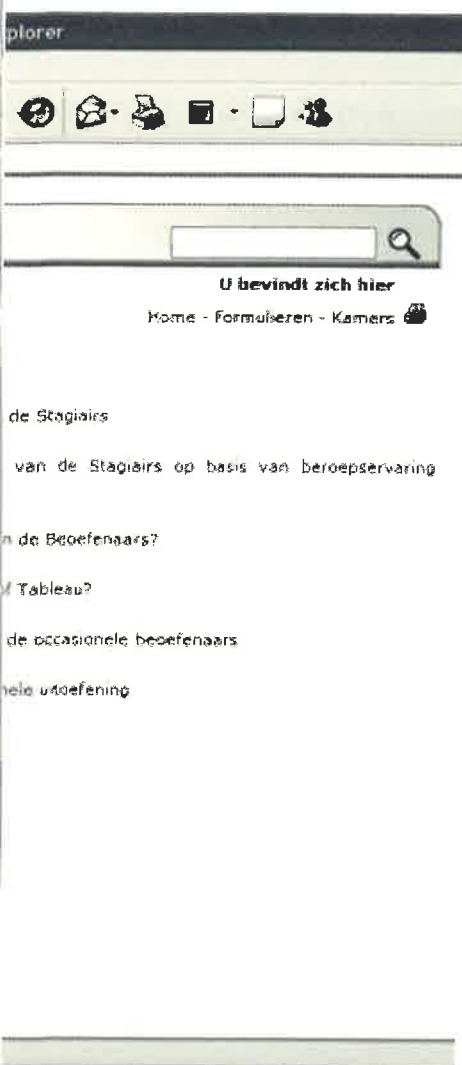 plorer
U bevindt zich hier
Home - Formulieren - Kamers
de Stagiairs
van de Stagiairs op basis van beroepservaring
n de Beoefenaars?
Tableau?
de occasionele beoefenaars
nele uitoefening